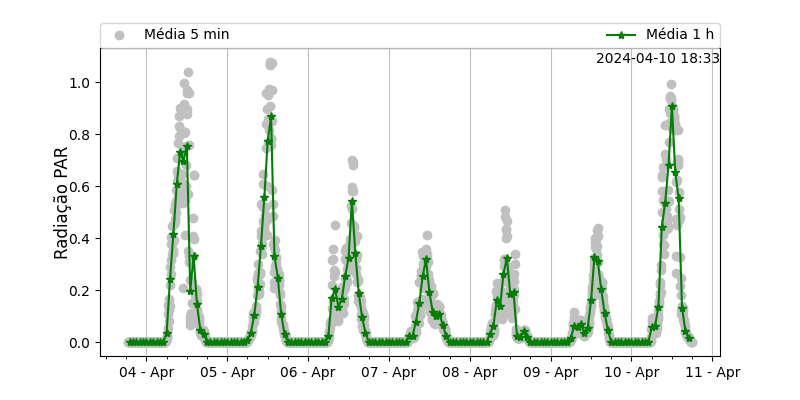 Média 5 min
Média 1 h
2024-04-10 18:33
Radiação PAR
1.0
0.8
0.6
0.4
0.2
0.0
04 - Apr
05 - Apr
06 - Apr
07 - Apr
08 - Apr
09 - Apr
10 - Apr
11 - Apr